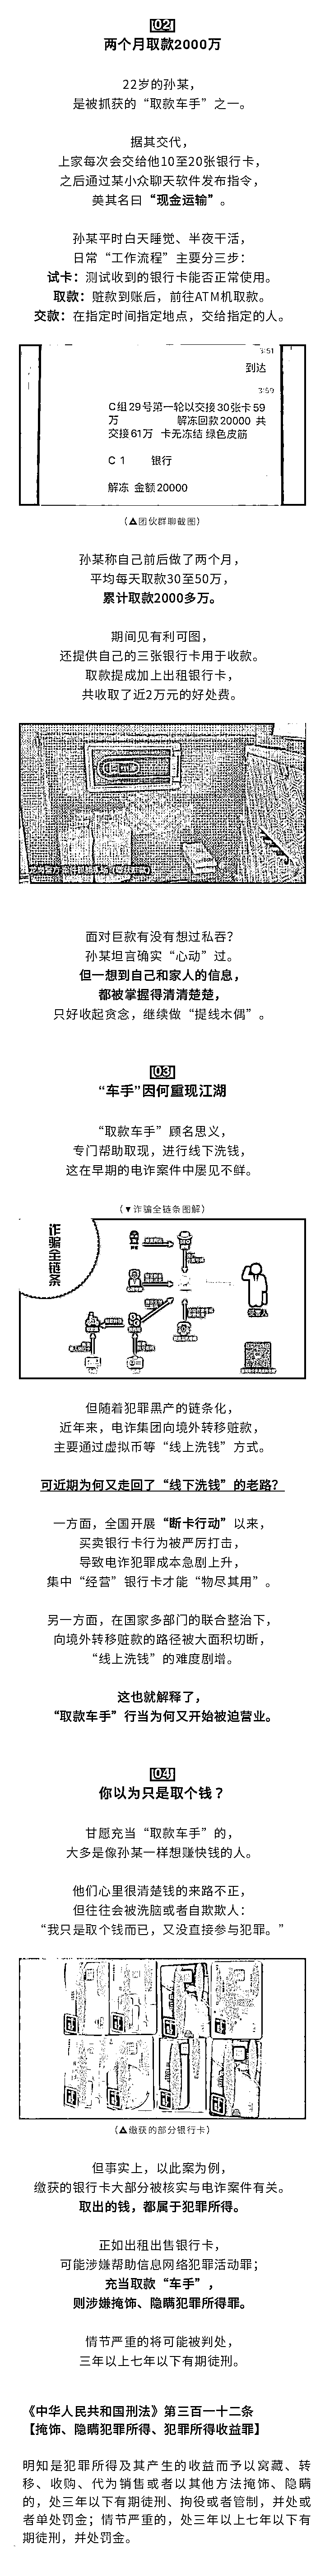 02
两个月取款2000万
22岁的孙某，
是被抓获的“取款车手”之一。
据其交代，
上家每次会交给他10至20张银行卡，
之后通过某小众聊天软件发布指令，
美其名曰“现金运输”。
孙某平时白天睡觉、半夜干活，
日常“工作流程”主要分三步：
试卡：测试收到的银行卡能否正常使用。
取款：赃款到账后，前往ATM机取款。
交款：在指定时间指定地点，交给指定的人。
3:51
到达
3:59
C组29号第一轮以交接30张卡59
万 解冻回款20000 共
交接61万 卡无冻结 绿色皮筋
C 1 银行
解冻 金额20000
（▲团伙群聊截图）
孙某称自己前后做了两个月，
平均每天取款30至50万，
累计取款2000多万。
期间见有利可图，
还提供自己的三张银行卡用于收款。
取款提成加上出租银行卡，
共收取了近2万元的好处费。
面对巨款有没有想过私吞？
孙某坦言确实“心动”过。
但一想到自己和家人的信息，
都被掌握得清清楚楚，
只好收起贪念，继续做“提线木偶”。
03
“车手”因何重现江湖
“取款车手”顾名思义，
专门帮助取现，进行线下洗钱，
这在早期的电诈案件中屡见不鲜。
（▼诈骗全链条图解）
诈骗全链条
但随着犯罪黑产的链条化，
近年来，电诈集团向境外转移赃款，
主要通过虚拟币等“线上洗钱”方式。
可近期为何又走回了“线下洗钱”的老路？
一方面，全国开展“断卡行动”以来，
买卖银行卡行为被严厉打击，
导致电诈犯罪成本急剧上升，
集中“经营”银行卡才能“物尽其用”。
另一方面，在国家多部门的联合整治下，
向境外转移赃款的路径被大面积切断，
“线上洗钱”的难度剧增。
这也就解释了，
“取款车手”行当为何又开始被迫营业。
04
你以为只是取个钱？
甘愿充当“取款车手”的，
大多是像孙某一样想赚快钱的人。
他们心里很清楚钱的来路不正，
但往往会被洗脑或者自欺欺人：
“我只是取个钱而已，又没直接参与犯罪。”
（▲缴获的部分银行卡）
但事实上，以此案为例，
缴获的银行卡大部分被核实与电诈案件有关。
取出的钱，都属于犯罪所得。
正如出租出售银行卡，
可能涉嫌帮助信息网络犯罪活动罪；
充当取款“车手”，
则涉嫌掩饰、隐瞒犯罪所得罪。
情节严重的将可能被判处，
三年以上七年以下有期徒刑。
《中华人民共和国刑法》第三百一十二条
【掩饰、隐瞒犯罪所得、犯罪所得收益罪】
明知是犯罪所得及其产生的收益而予以窝藏、转
移、收购、代为销售或者以其他方法掩饰、隐瞒
的，处三年以下有期徒刑、拘役或者管制，并处或
者单处罚金；情节严重的，处三年以上七年以下有
期徒刑，并处罚金。